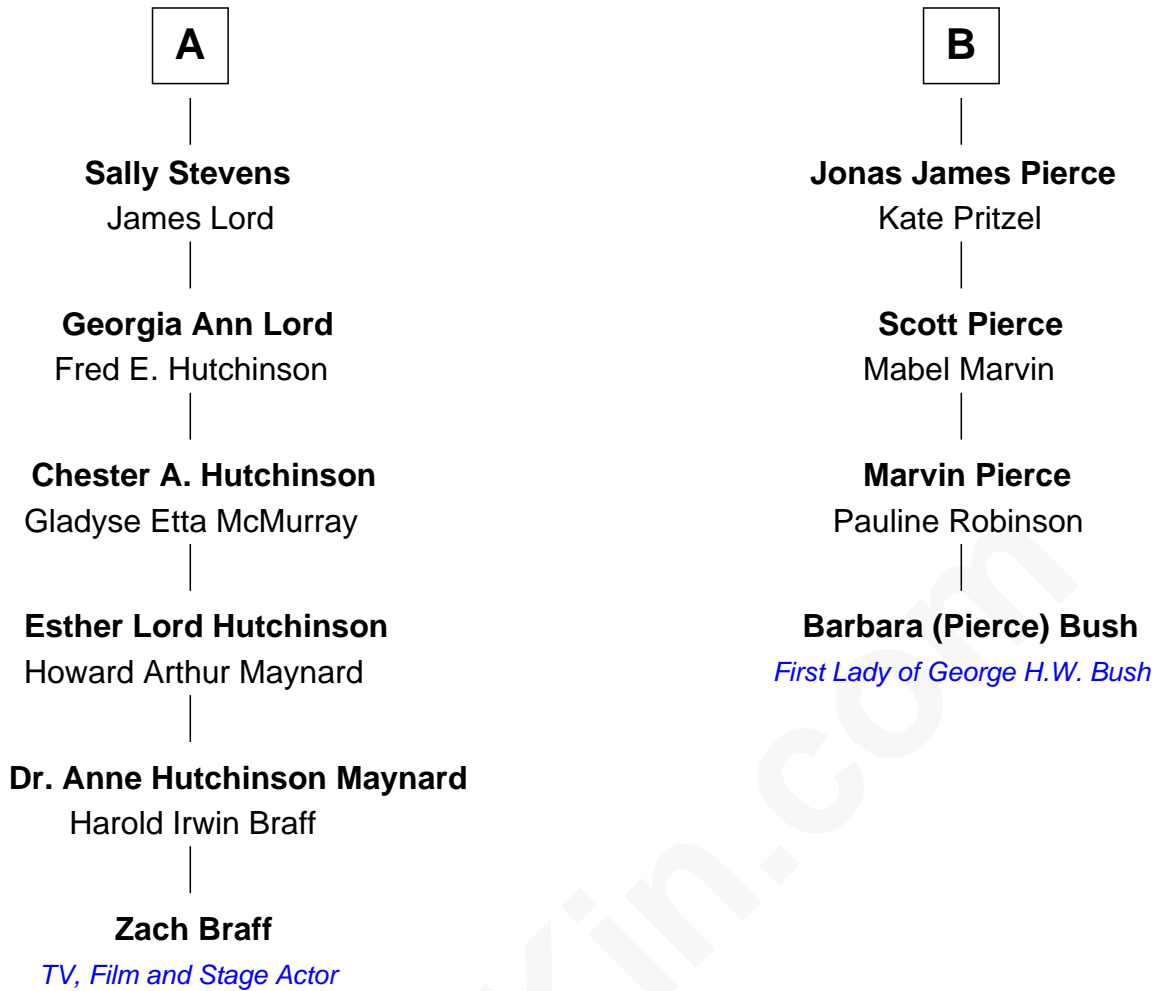 A
Sally Stevens
James Lord
Georgia Ann Lord
Fred E. Hutchinson
Chester A. Hutchinson
Gladyse Etta McMurray
Esther Lord Hutchinson
Howard Arthur Maynard
Dr. Anne Hutchinson Maynard
Harold Irwin Braff
Zach Braff
TV, Film and Stage Actor
B
Jonas James Pierce
Kate Pritzel
Scott Pierce
Mabel Marvin
Marvin Pierce
Pauline Robinson
Barbara (Pierce) Bush
First Lady of George H.W. Bush